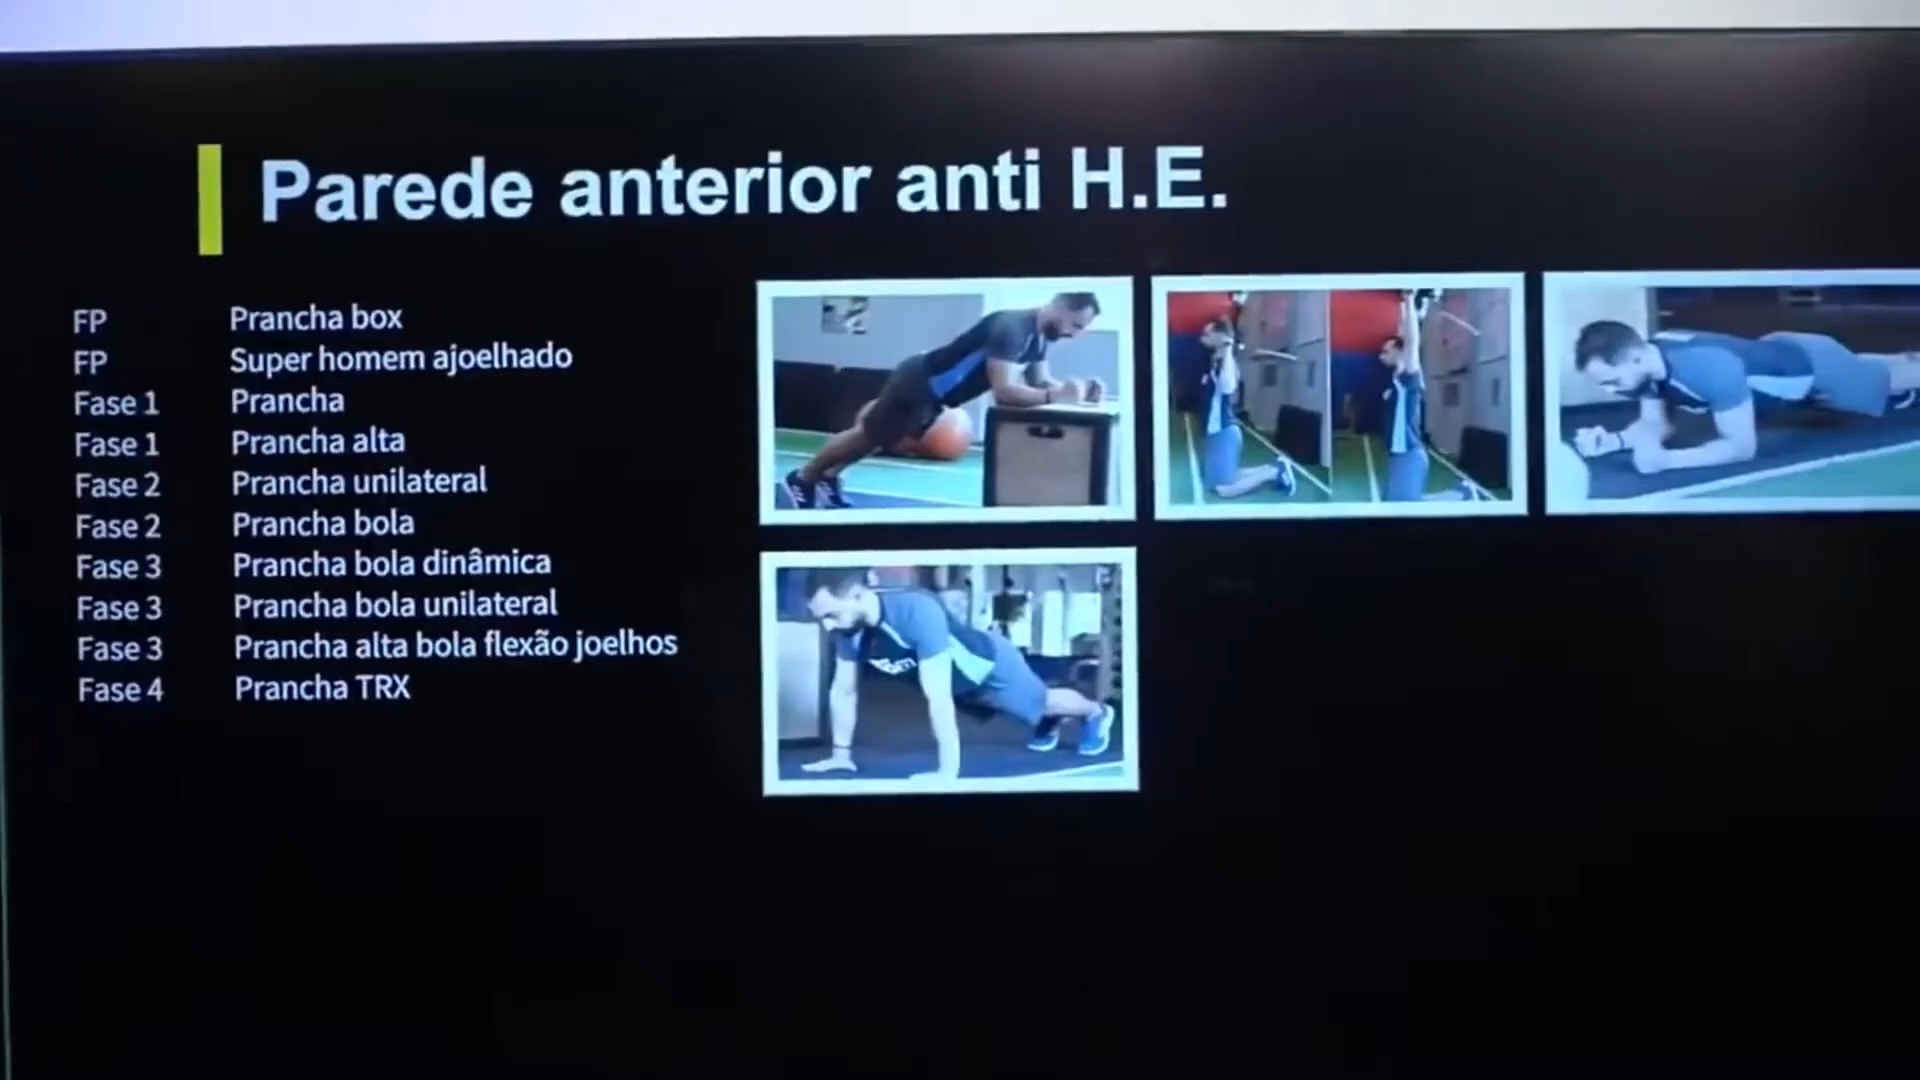 Parede anterior anti H.E.
FP Prancha box
FP Super homem ajoelhado
Fase 1 Prancha
Fase 1 Prancha alta
Fase 2 Prancha unilateral
Fase 2 Prancha bola
Fase 3 Prancha bola dinâmica
Fase 3 Prancha bola unilateral
Fase 3 Prancha alta bola flexão joelhos
Fase 4 Prancha TRX